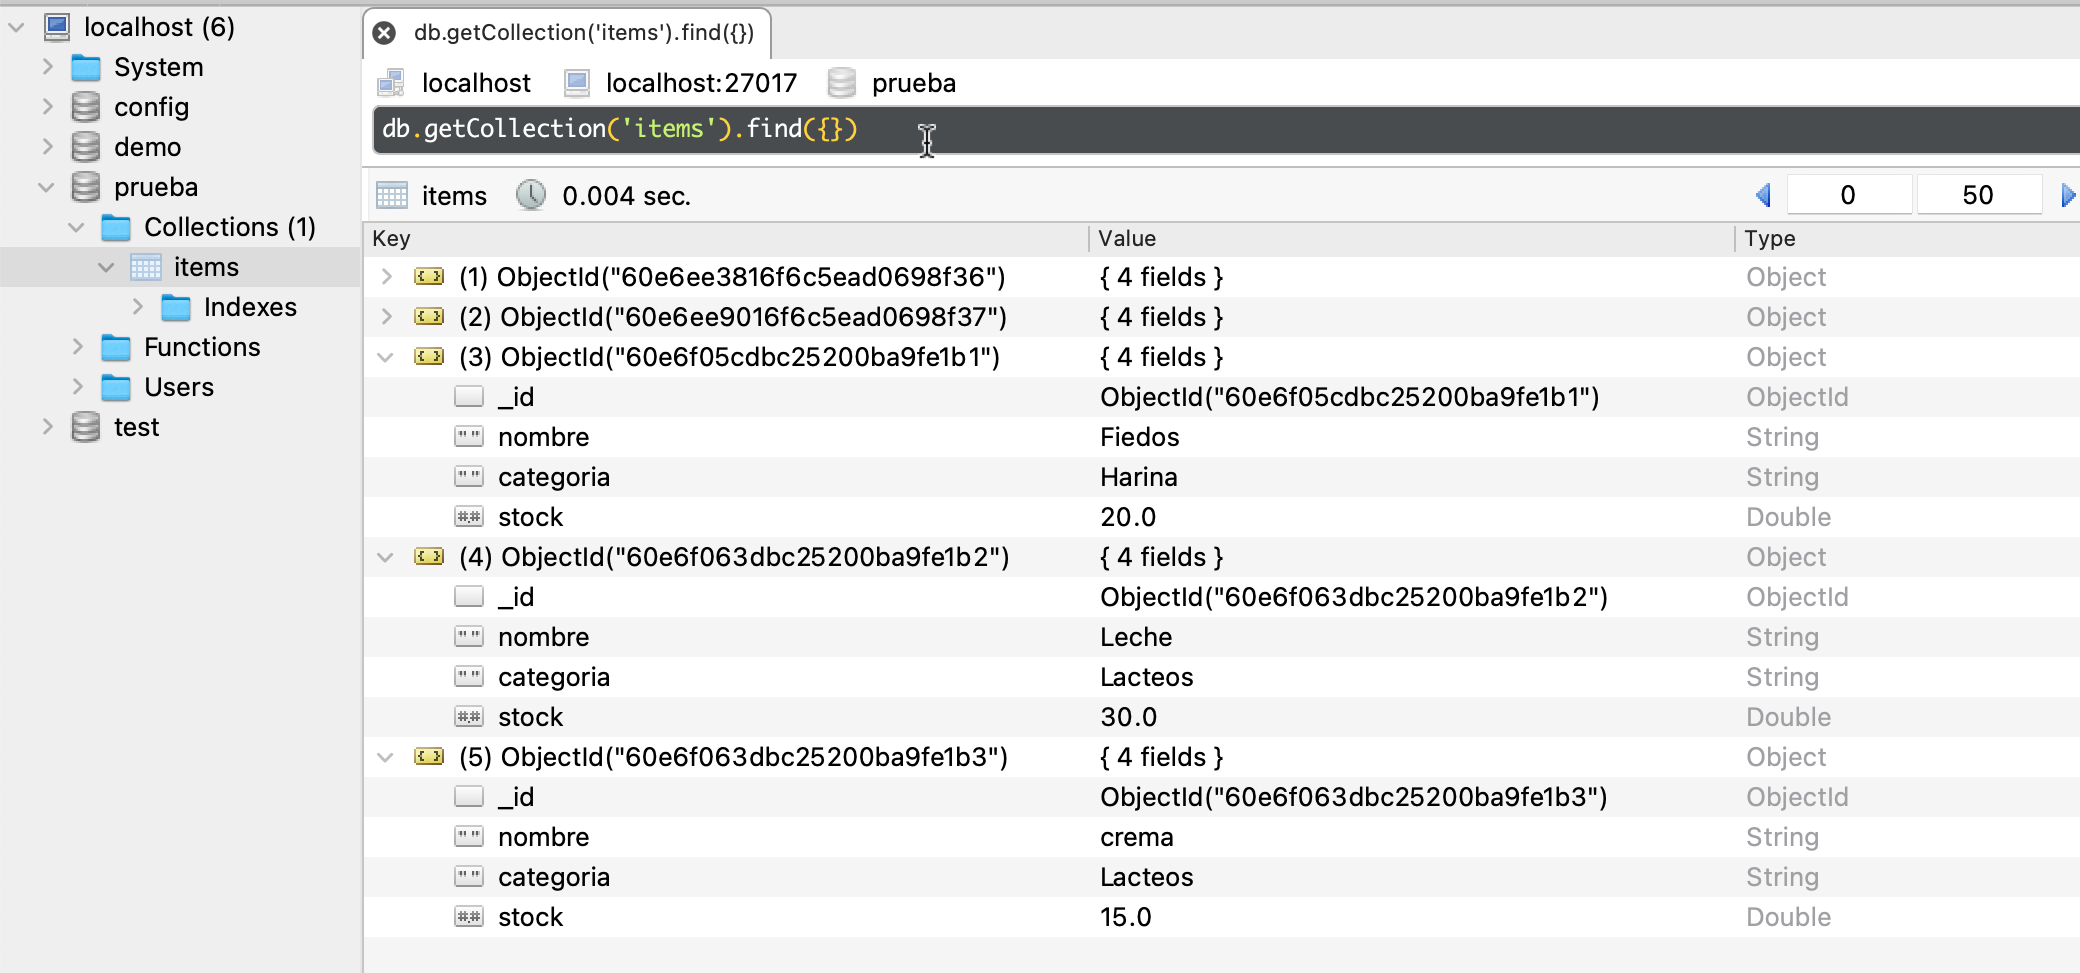 localhost (6)
System
config
demo
prueba
Collections (1)
items
Indexes
Functions
Users
test
db.getCollection('items').find({})
localhost localhost:27017 prueba
db.getCollection('items').find({})
items 0.004 sec. 0 50
Key Value Type
(1) ObjectId("60e6ee3816f6c5ead0698f36") { 4 fields } Object
(2) ObjectId("60e6ee9016f6c5ead0698f37") { 4 fields } Object
(3) ObjectId("60e6f05cdbc25200ba9fe1b1") { 4 fields } Object
_id ObjectId("60e6f05cdbc25200ba9fe1b1") ObjectId
nombre Fiedos String
categoria Harina String
stock 20.0 Double
(4) ObjectId("60e6f063dbc25200ba9fe1b2") { 4 fields } Object
_id ObjectId("60e6f063dbc25200ba9fe1b2") ObjectId
nombre Leche String
categoria Lacteos String
stock 30.0 Double
(5) ObjectId("60e6f063dbc25200ba9fe1b3") { 4 fields } Object
_id ObjectId("60e6f063dbc25200ba9fe1b3") ObjectId
nombre crema String
categoria Lacteos String
stock 15.0 Double